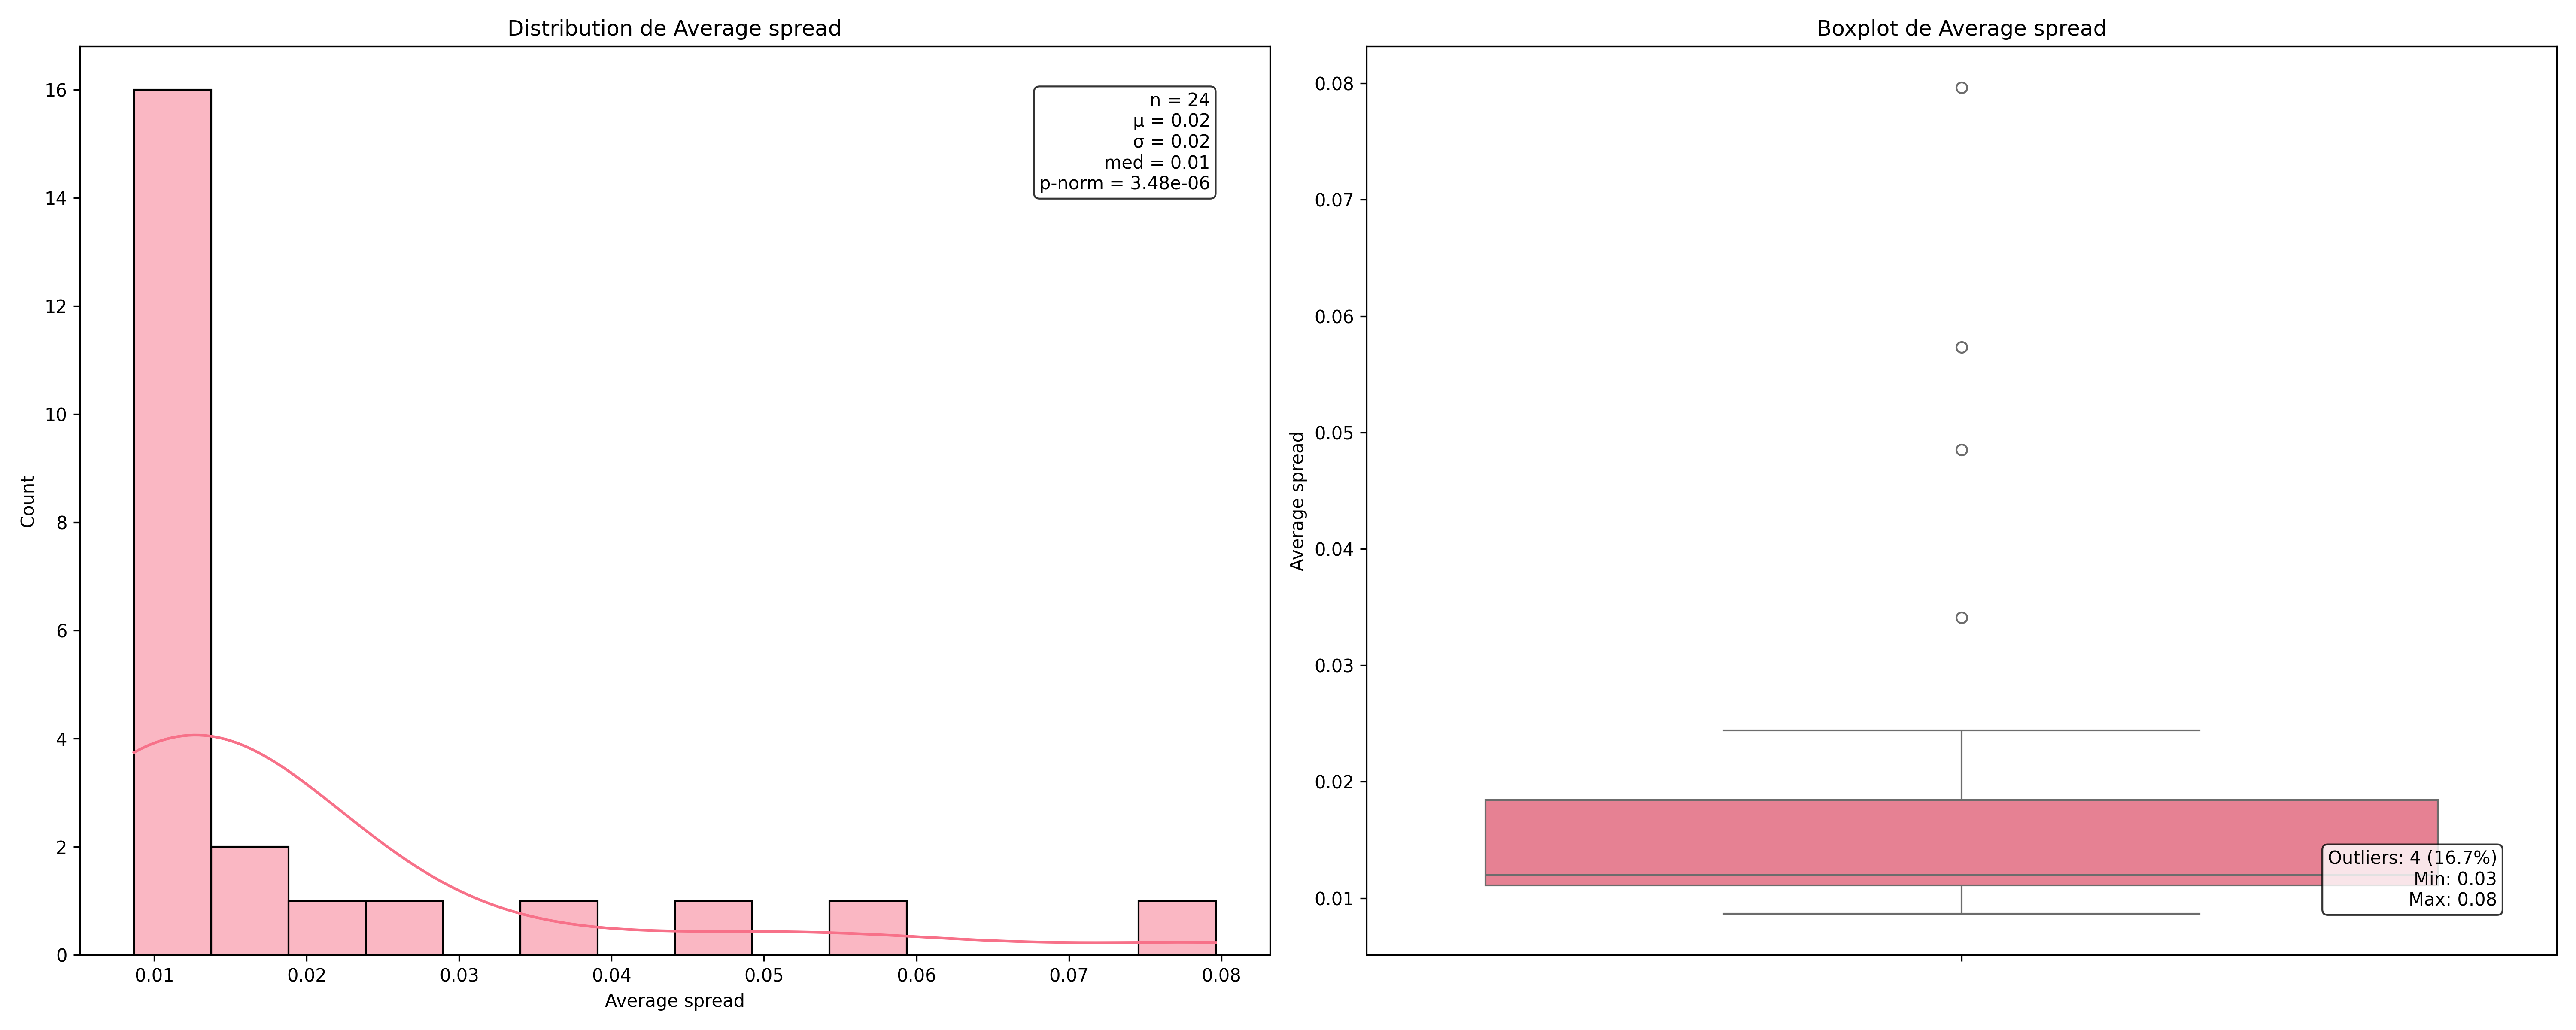 Distribution de Average spread
16
14
12
10
8
6
4
2
0
Count
n = 24
μ = 0.02
σ = 0.02
med = 0.01
p-norm = 3.48e-06
0.01 0.02 0.03 0.04 0.05 0.06 0.07 0.08
Average spread
Boxplot de Average spread
0.08
0.07
0.06
0.05
0.04
0.03
0.02
0.01
Average spread
Outliers: 4 (16.7%)
Min: 0.03
Max: 0.08